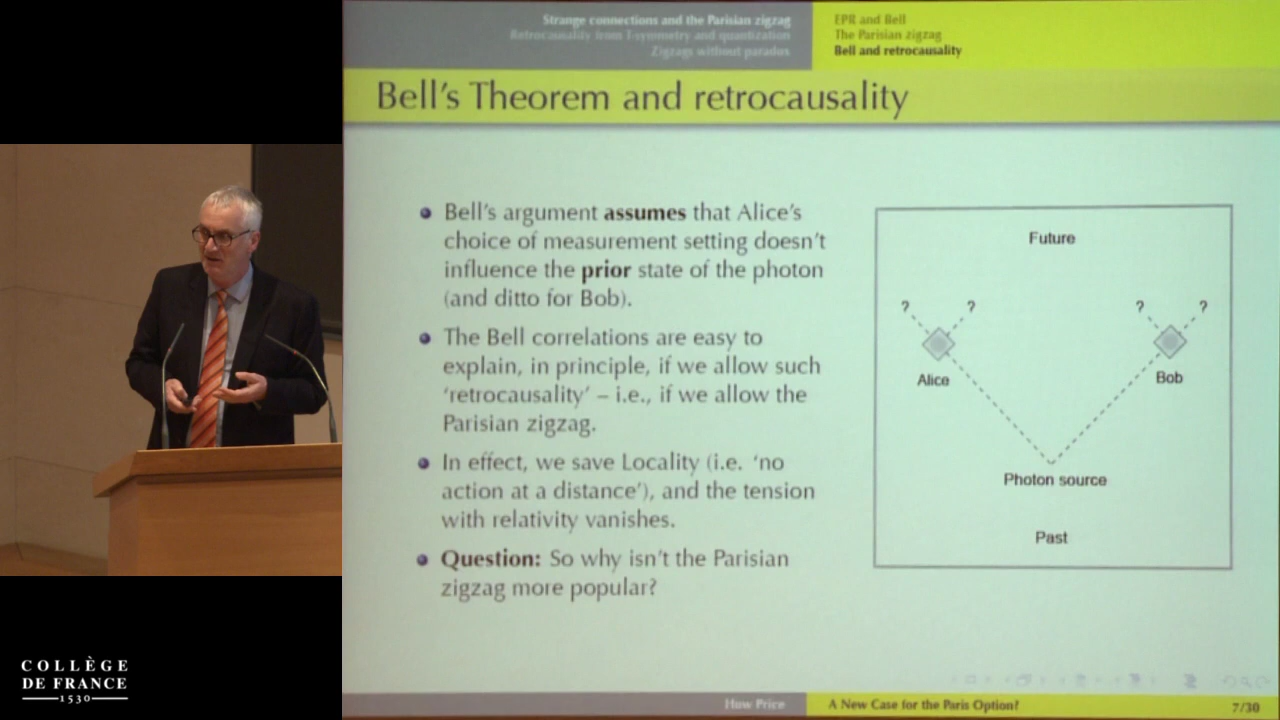 Strange connections and the Parisian zigzag
Retrocausality from T-symmetry and quantization
Zigzags without paradox
EPR and Bell
The Parisian zigzag
Bell and retrocausality
Bell's Theorem and retrocausality
Bell's argument assumes that Alice's
choice of measurement setting doesn't
influence the prior state of the photon
(and ditto for Bob).
The Bell correlations are easy to
explain, in principle, if we allow such
'retrocausality' – i.e., if we allow the
Parisian zigzag.
In effect, we save Locality (i.e. 'no
action at a distance'), and the tension
with relativity vanishes.
Question: So why isn't the Parisian
zigzag more popular?
Future
? ? ? ?
Alice
Bob
Photon source
Past
COLLÈGE
DE FRANCE
1530
Huw Price
A New Case for the Paris Option?
7/30